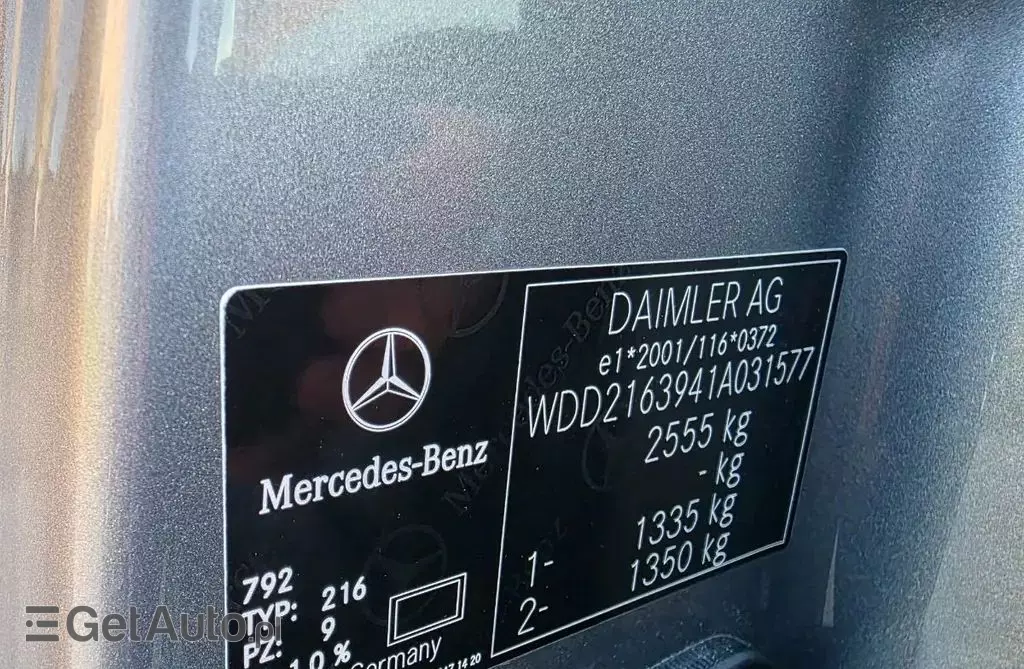 Mercedes-Benz
792
TYP: 216
PZ: 9
10%
Germany
DAIMLER AG
e1*2001/116*0372
WDD2163941A031577
2555 kg
- kg
1- 1335 kg
2- 1350 kg
GetAuto.pl